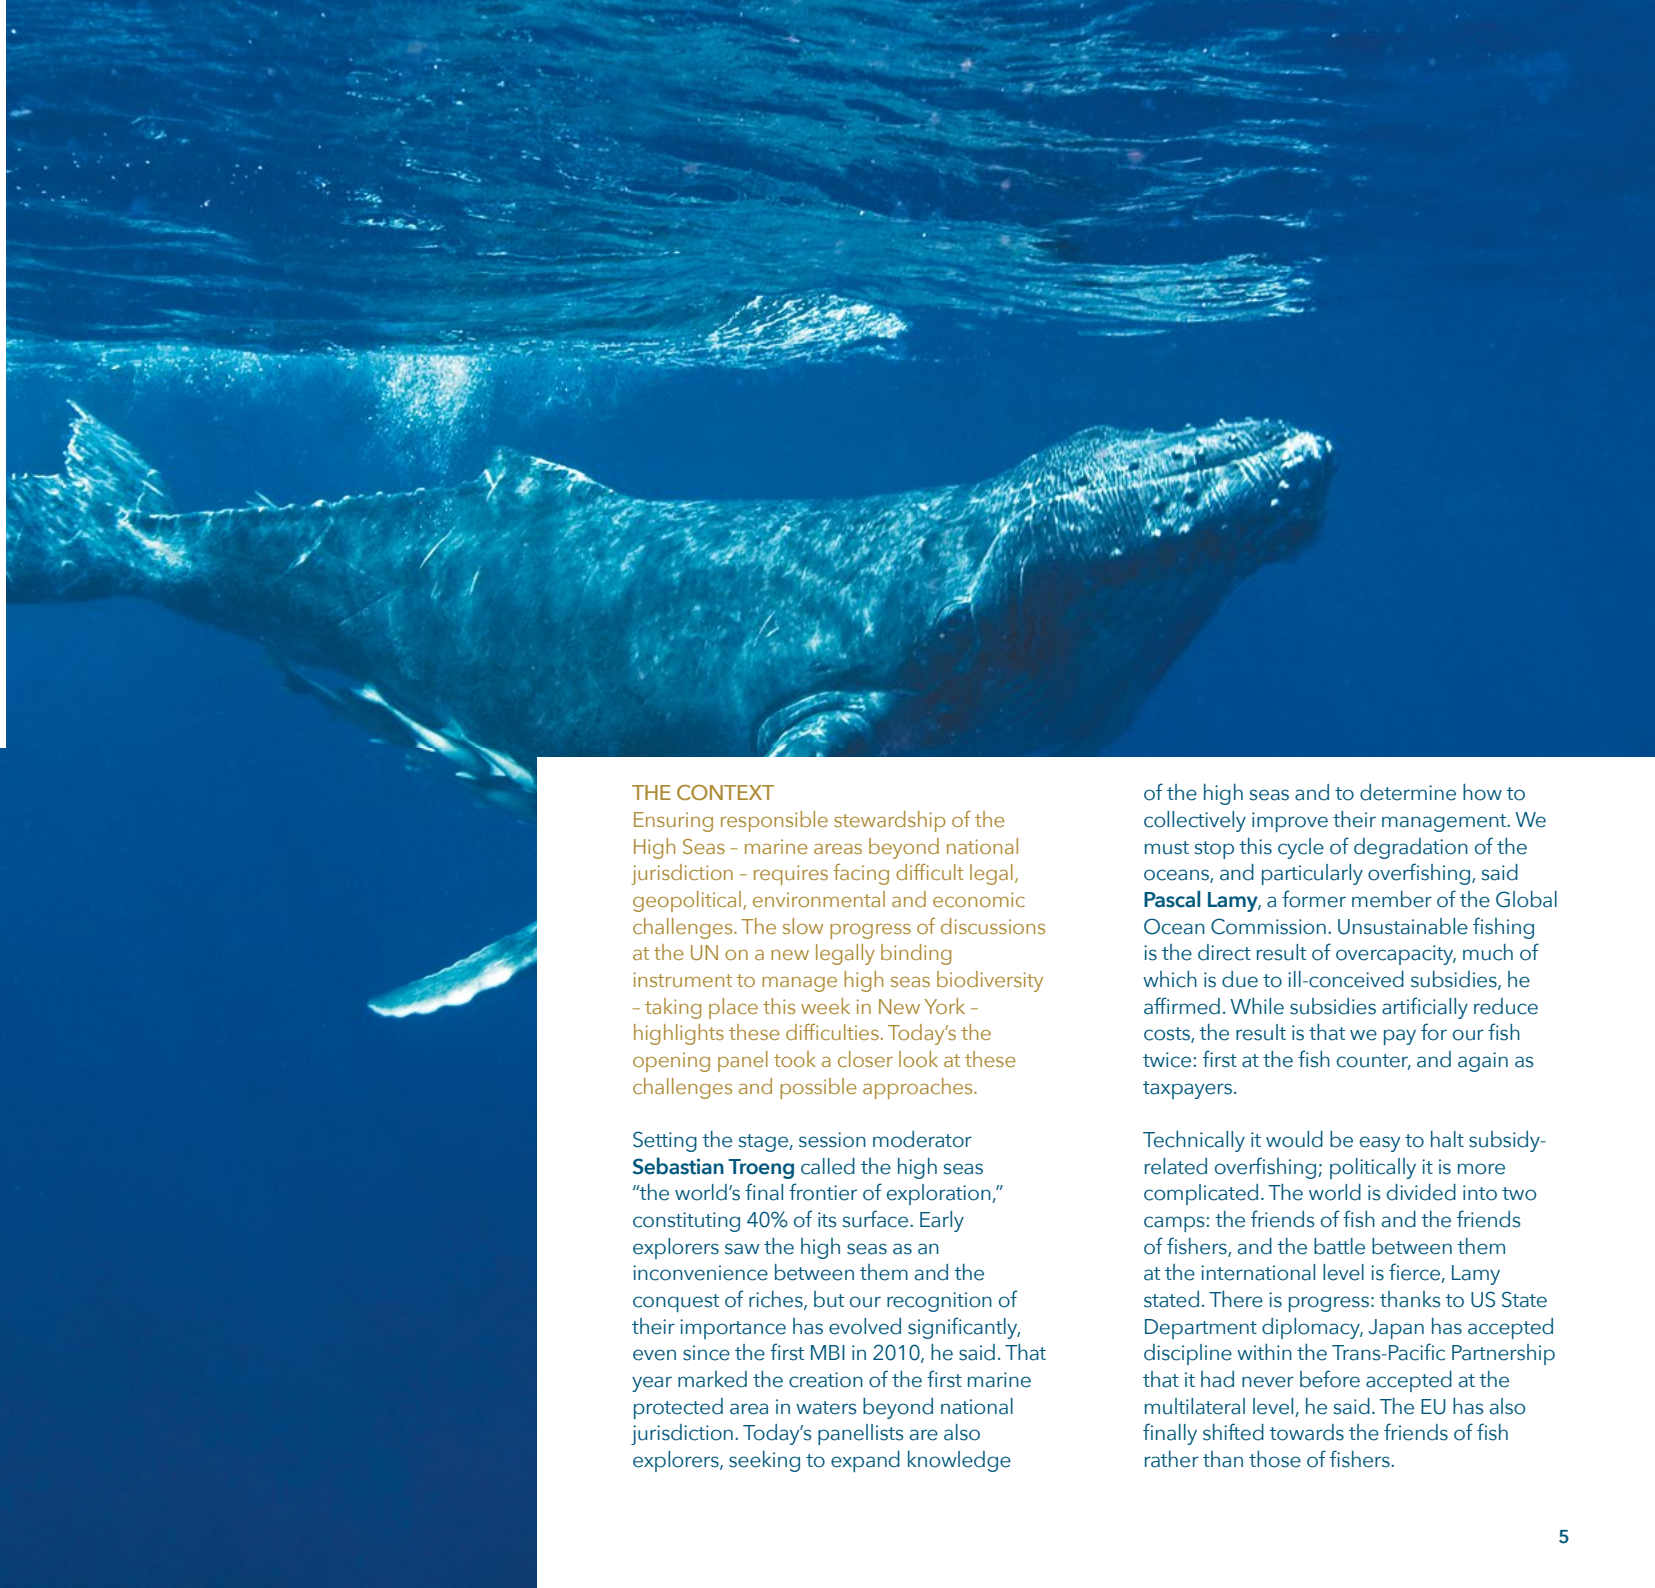 THE CONTEXT
Ensuring responsible stewardship of the
High Seas – marine areas beyond national
jurisdiction – requires facing difficult legal,
geopolitical, environmental and economic
challenges. The slow progress of discussions
at the UN on a new legally binding
instrument to manage high seas biodiversity
– taking place this week in New York –
highlights these difficulties. Today's the
opening panel took a closer look at these
challenges and possible approaches.
Setting the stage, session moderator
Sebastian Troeng called the high seas
“the world’s final frontier of exploration,”
constituting 40% of its surface. Early
explorers saw the high seas as an
inconvenience between them and the
conquest of riches, but our recognition of
their importance has evolved significantly,
even since the first MBI in 2010, he said. That
year marked the creation of the first marine
protected area in waters beyond national
jurisdiction. Today’s panellists are also
explorers, seeking to expand knowledge
of the high seas and to determine how to
collectively improve their management. We
must stop this cycle of degradation of the
oceans, and particularly overfishing, said
Pascal Lamy, a former member of the Global
Ocean Commission. Unsustainable fishing
is the direct result of overcapacity, much of
which is due to ill-conceived subsidies, he
affirmed. While subsidies artificially reduce
costs, the result is that we pay for our fish
twice: first at the fish counter, and again as
taxpayers.
Technically it would be easy to halt subsidy-
related overfishing; politically it is more
complicated. The world is divided into two
camps: the friends of fish and the friends
of fishers, and the battle between them
at the international level is fierce, Lamy
stated. There is progress: thanks to US State
Department diplomacy, Japan has accepted
discipline within the Trans-Pacific Partnership
that it had never before accepted at the
multilateral level, he said. The EU has also
finally shifted towards the friends of fish
rather than those of fishers.
5